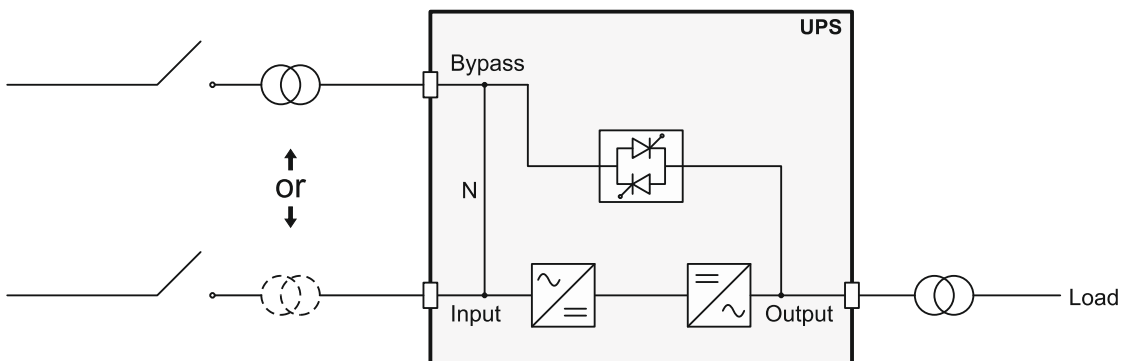 UPS
Bypass
or
N
Input
Output
Load